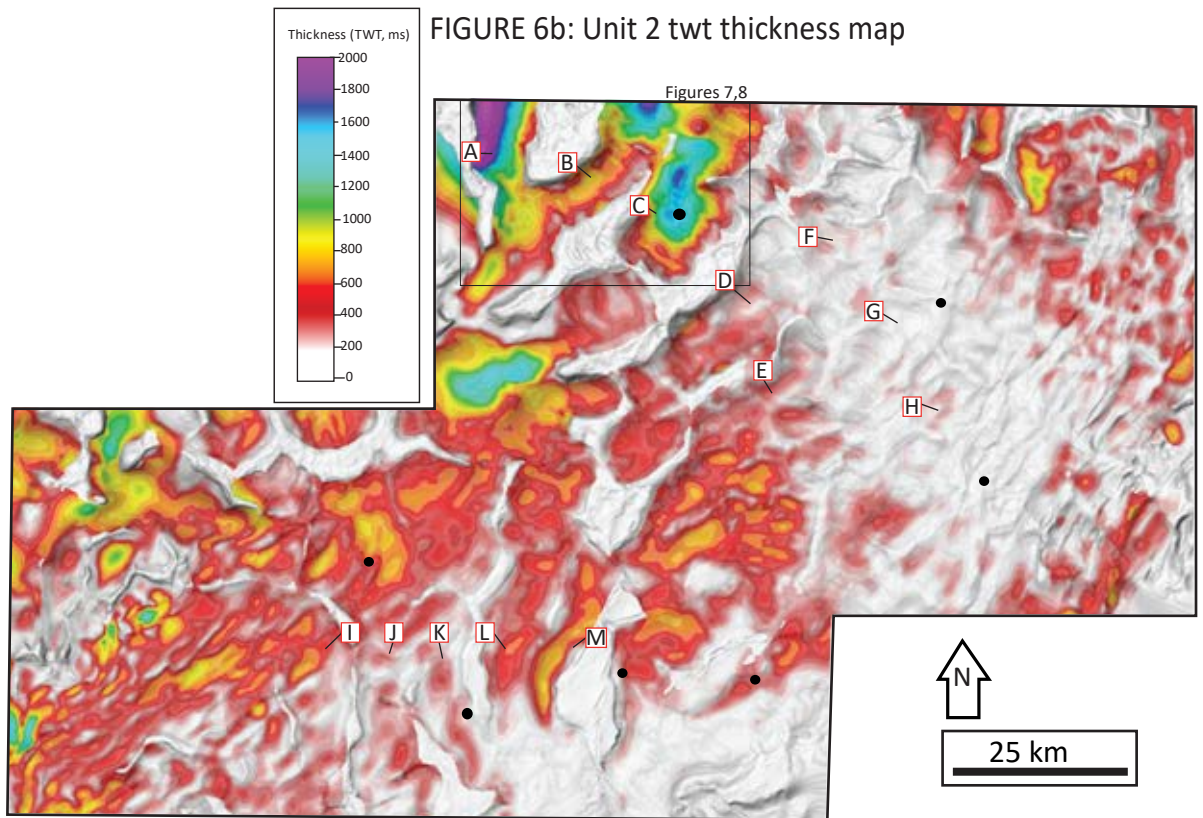 FIGURE 6b: Unit 2 twt thickness map
Thickness (TWT, ms)
2000
1800
1600
1400
1200
1000
800
600
400
200
0
Figures 7,8
A
B
C
D
E
F
G
H
I
J
K
L
M
N
25 km